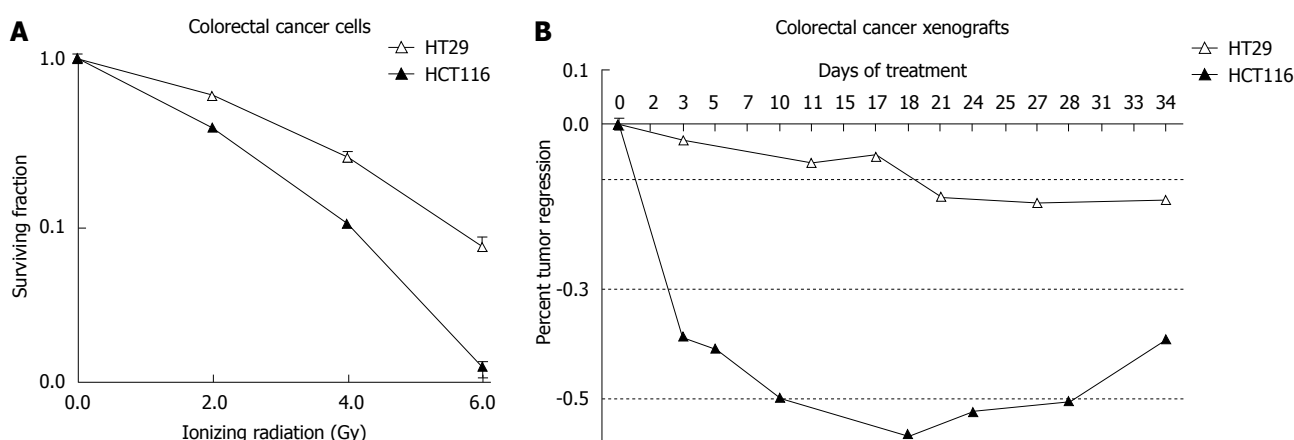 A
Colorectal cancer cells
HT29
HCT116
1.0
0.1
0.0
Surviving fraction
0.0 2.0 4.0 6.0
Ionizing radiation (Gy)
B
Colorectal cancer xenografts
HT29
HCT116
Days of treatment
0 2 3 5 7 10 11 15 17 18 21 24 25 27 28 31 33 34
0.1
0.0
-0.3
-0.5
Percent tumor regression